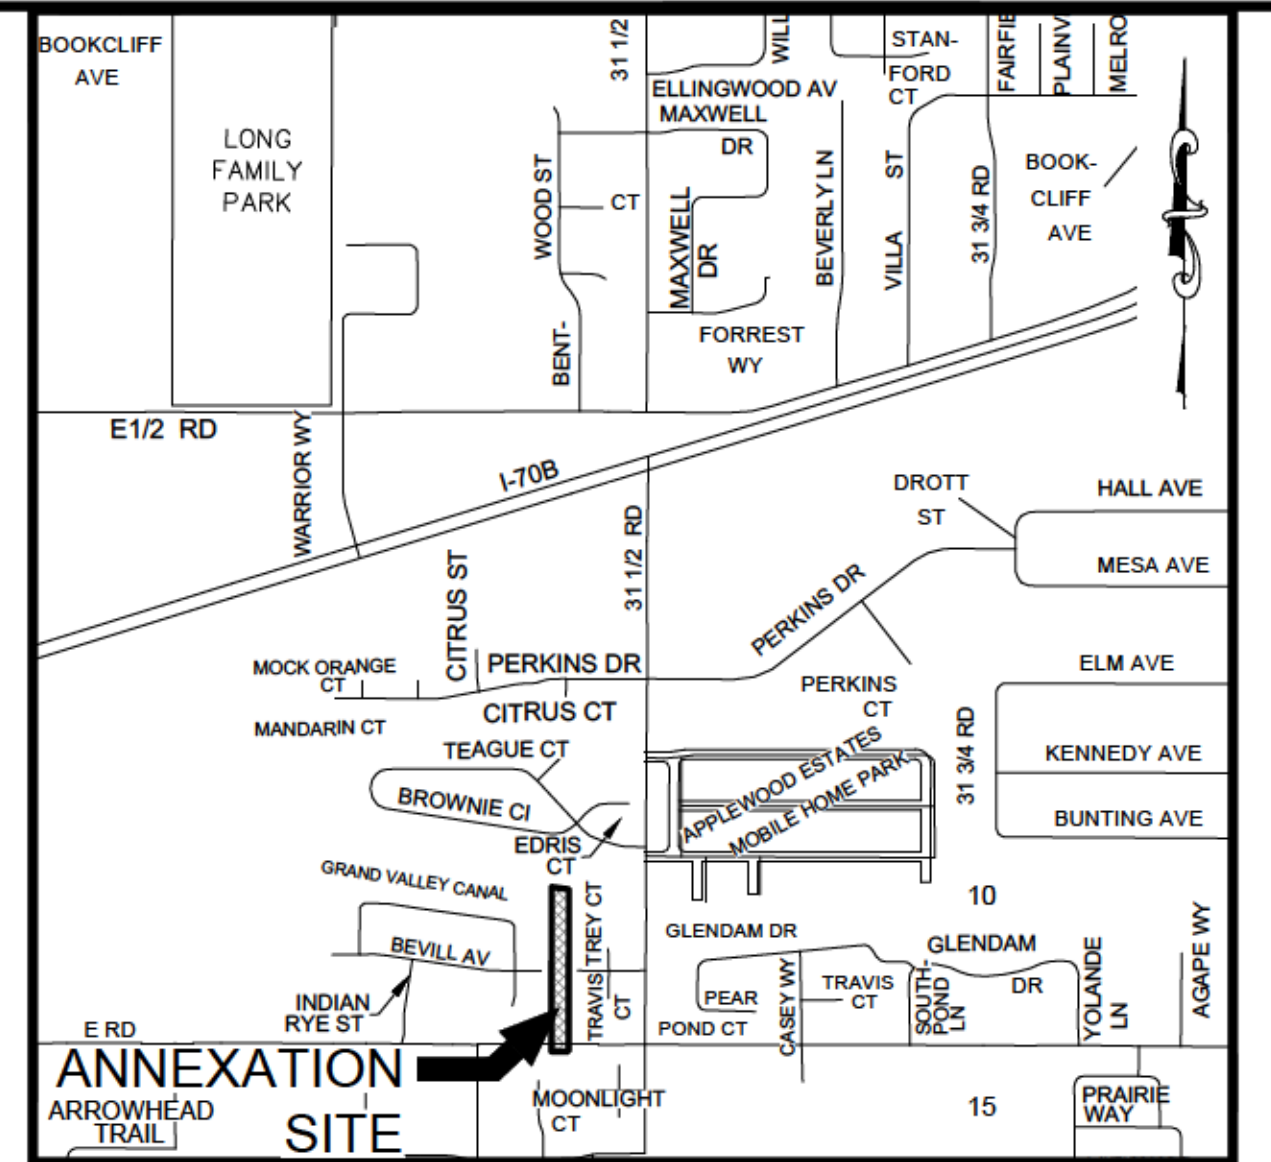 BOOKCLIFF
AVE
LONG
FAMILY
PARK
31 1/2
WILL
STAN-
FORD
CT
FAIRFIE
PLAINV
MELRO
ELLINGWOOD AV
MAXWELL
DR
WOOD ST
BENT-
CT
MAXWELL
DR
BEVERLY LN
VILLA ST
31 3/4 RD
BOOK-
CLIFF
AVE
FORREST
WY
E1/2 RD
WARRIOR WY
I-70B
31 1/2 RD
DROTT
ST
HALL AVE
MESA AVE
CITRUS ST
PERKINS DR
MOCK ORANGE
CT
PERKINS DR
CITRUS CT
MANDARIN CT
PERKINS
CT
ELM AVE
31 3/4 RD
KENNEDY AVE
BUNTING AVE
TEAGUE CT
BROWNIE CI
EDRIS
CT
APPLEWOOD ESTATES
MOBILE HOME PARK
GRAND VALLEY CANAL
10
BEVILL AV
TRAVIS TREY CT
CT
GLENDAM DR
GLENDAM
DR
INDIAN
RYE ST
PEAR
POND CT
CASEY WY
TRAVIS
CT
SOUTH-
POND
LN
YOLANDE
LN
AGAPE WY
E RD
ANNEXATION
SITE
ARROWHEAD
TRAIL
MOONLIGHT
CT
15
PRAIRIE
WAY